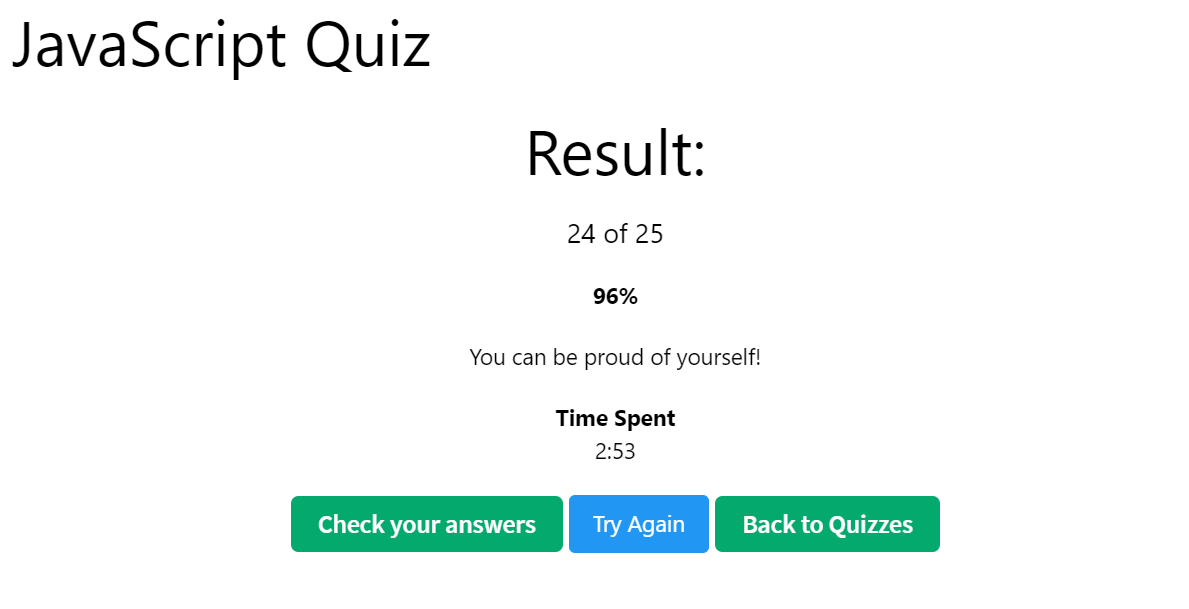 JavaScript Quiz
Result:
24 of 25
96%
You can be proud of yourself!
Time Spent
2:53
Check your answers Try Again Back to Quizzes